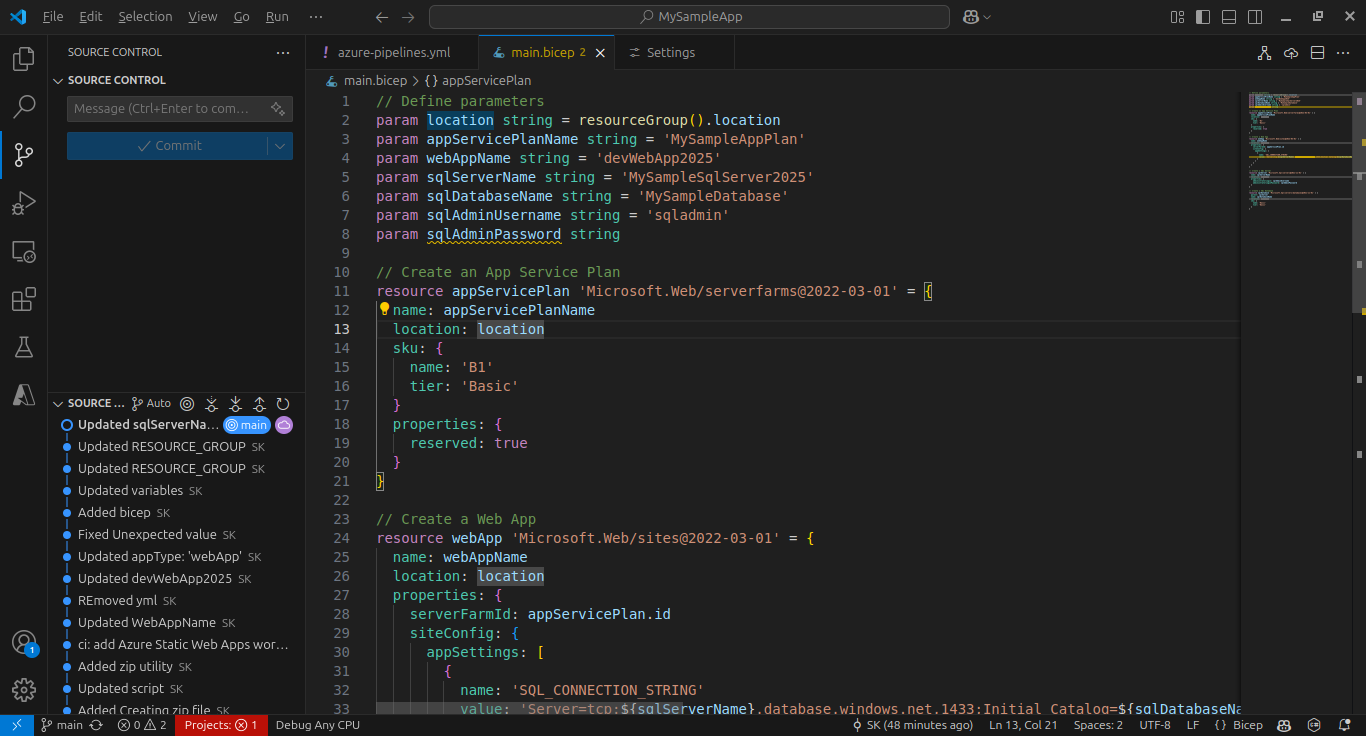 File Edit Selection View Go Run ··· MySampleApp
SOURCE CONTROL ···
SOURCE CONTROL
Message (Ctrl+Enter to com...
Commit
SOURCE ... Auto
Updated sqlServerNa... main
Updated RESOURCE_GROUP SK
Updated RESOURCE_GROUP SK
Updated variables SK
Added bicep SK
Fixed Unexpected value SK
Updated appType: 'webApp' SK
Updated devWebApp2025 SK
REmoved yml SK
Updated WebAppName SK
ci: add Azure Static Web Apps wor...
Added zip utility SK
Updated script SK
Added Creating zip file SK
1
! azure-pipelines.yml main.bicep 2 Settings
main.bicep > {} appServicePlan
1 // Define parameters
2 param location string = resourceGroup().location
3 param appServicePlanName string = 'MySampleAppPlan'
4 param webAppName string = 'devWebApp2025'
5 param sqlServerName string = 'MySampleSqlServer2025'
6 param sqlDatabaseName string = 'MySampleDatabase'
7 param sqlAdminUsername string = 'sqladmin'
8 param sqlAdminPassword string
9
10 // Create an App Service Plan
11 resource appServicePlan 'Microsoft.Web/serverfarms@2022-03-01' = {
12 name: appServicePlanName
13 location: location
14 sku: {
15 name: 'B1'
16 tier: 'Basic'
17 }
18 properties: {
19 reserved: true
20 }
21 }
22
23 // Create a Web App
24 resource webApp 'Microsoft.Web/sites@2022-03-01' = {
25 name: webAppName
26 location: location
27 properties: {
28 serverFarmId: appServicePlan.id
29 siteConfig: {
30 appSettings: [
31 {
32 name: 'SQL_CONNECTION_STRING'
33 value: 'Server=tcp:${sqlServerName}.database.windows.net,1433;Initial Catalog=${sqlDatabaseNa
main 0 2 Projects: 1 Debug Any CPU SK (48 minutes ago) Ln 13, Col 21 Spaces: 2 UTF-8 LF {} Bicep